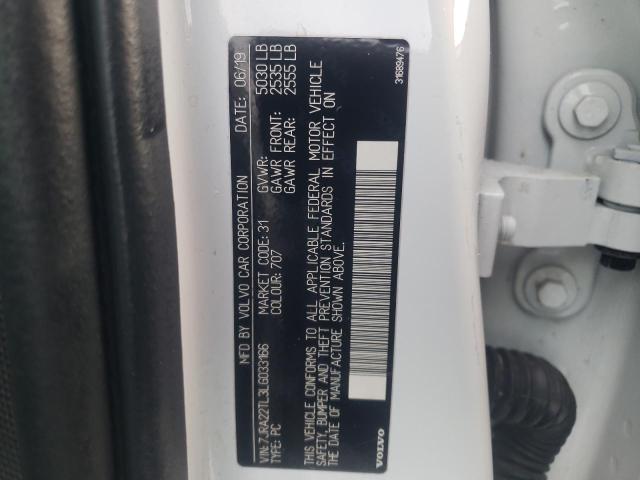 MFD BY VOLVO CAR CORPORATION DATE: 06/19
VIN: 7JRA22TL3LG033166 MARKET CODE: 31 GVWR: 5030 LB
TYPE: PC COLOUR: 707 GAWR FRONT: 2535 LB
GAWR REAR: 2555 LB
THIS VEHICLE CONFORMS TO ALL APPLICABLE FEDERAL MOTOR VEHICLE
SAFETY, BUMPER AND THEFT PREVENTION STANDARDS IN EFFECT ON
THE DATE OF MANUFACTURE SHOWN ABOVE.
VOLVO
31689476